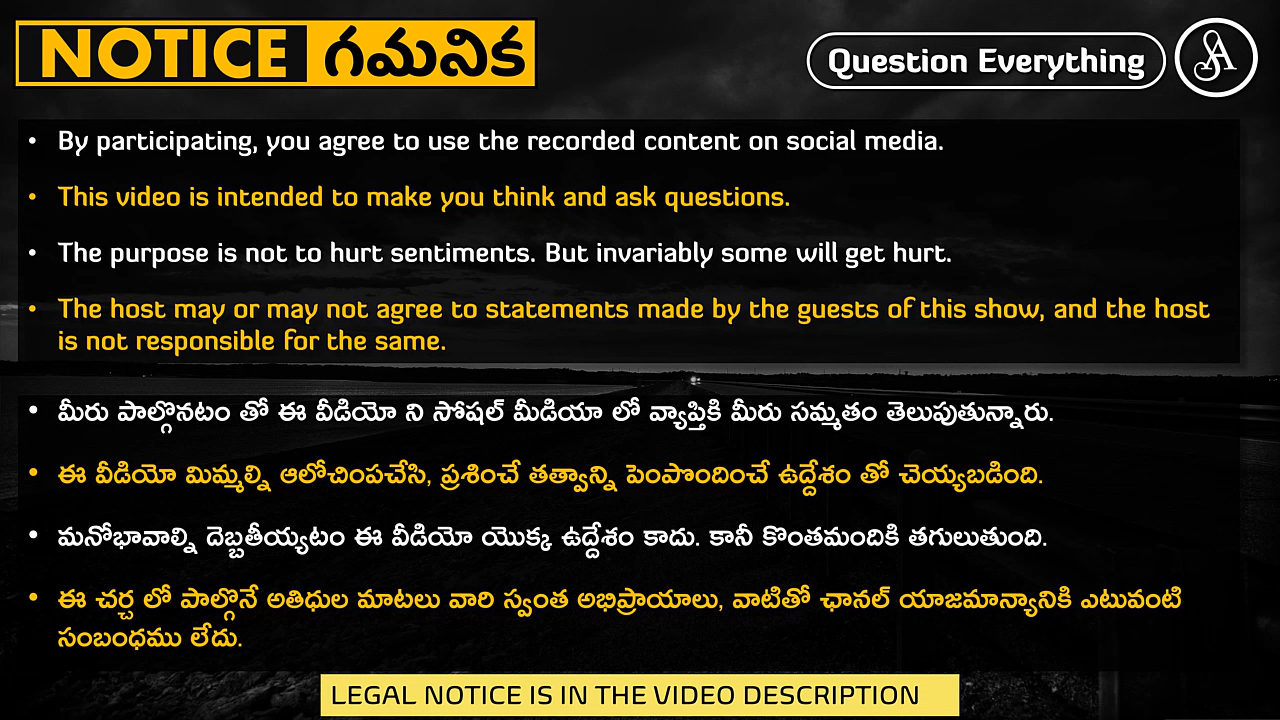 NOTICE గమనిక
Question Everything
• By participating, you agree to use the recorded content on social media.
• This video is intended to make you think and ask questions.
• The purpose is not to hurt sentiments. But invariably some will get hurt.
• The host may or may not agree to statements made by the guests of this show, and the host
is not responsible for the same.
• మీరు పాల్గొనటం తో ఈ వీడియో ని సోషల్ మీడియా లో వ్యాప్తికి మీరు సమ్మతం తెలుపుతున్నారు.
• ఈ వీడియో మిమ్మల్ని ఆలోచింపచేసి, ప్రశించే తత్వాన్ని పెంపొందించే ఉద్దేశం తో చెయ్యబడింది.
• మనోభావాల్ని దెబ్బతీయ్యటం ఈ వీడియో యొక్క ఉద్దేశం కాదు. కానీ కొంతమందికి తగులుతుంది.
• ఈ చర్చ లో పాల్గొనే అతిధుల మాటలు వారి స్వంత అభిప్రాయాలు, వాటితో ఛానల్ యాజమాన్యానికి ఎటువంటి
సంబంధము లేదు.
LEGAL NOTICE IS IN THE VIDEO DESCRIPTION